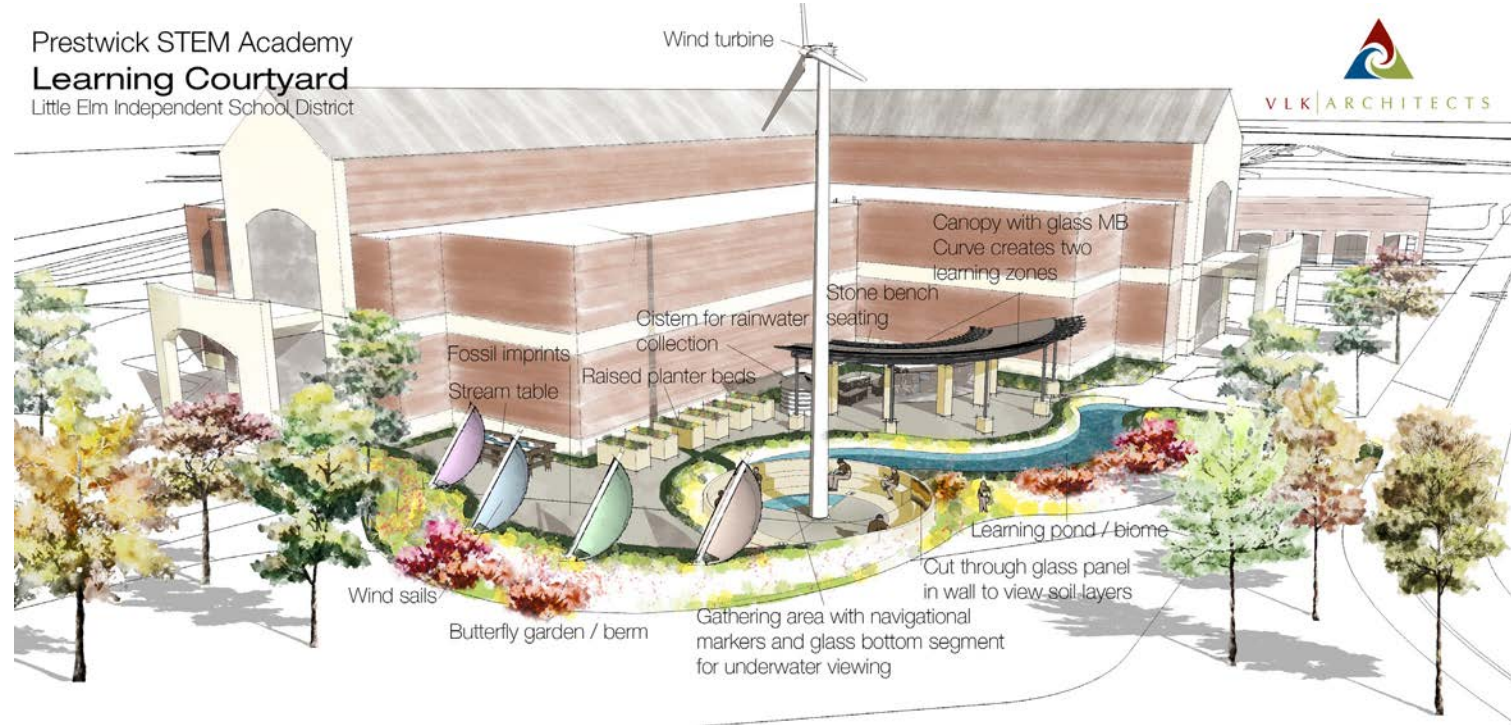 Prestwick STEM Academy
Learning Courtyard
Little Elm Independent School District
Wind turbine
VLK ARCHITECTS
Canopy with glass MB
Curve creates two
learning zones
Stone bench
seating
Cistern for rainwater
collection
Fossil imprints
Raised planter beds
Stream table
Learning pond / biome
Cut through glass panel
in wall to view soil layers
Wind sails
Butterfly garden / berm
Gathering area with navigational
markers and glass bottom segment
for underwater viewing